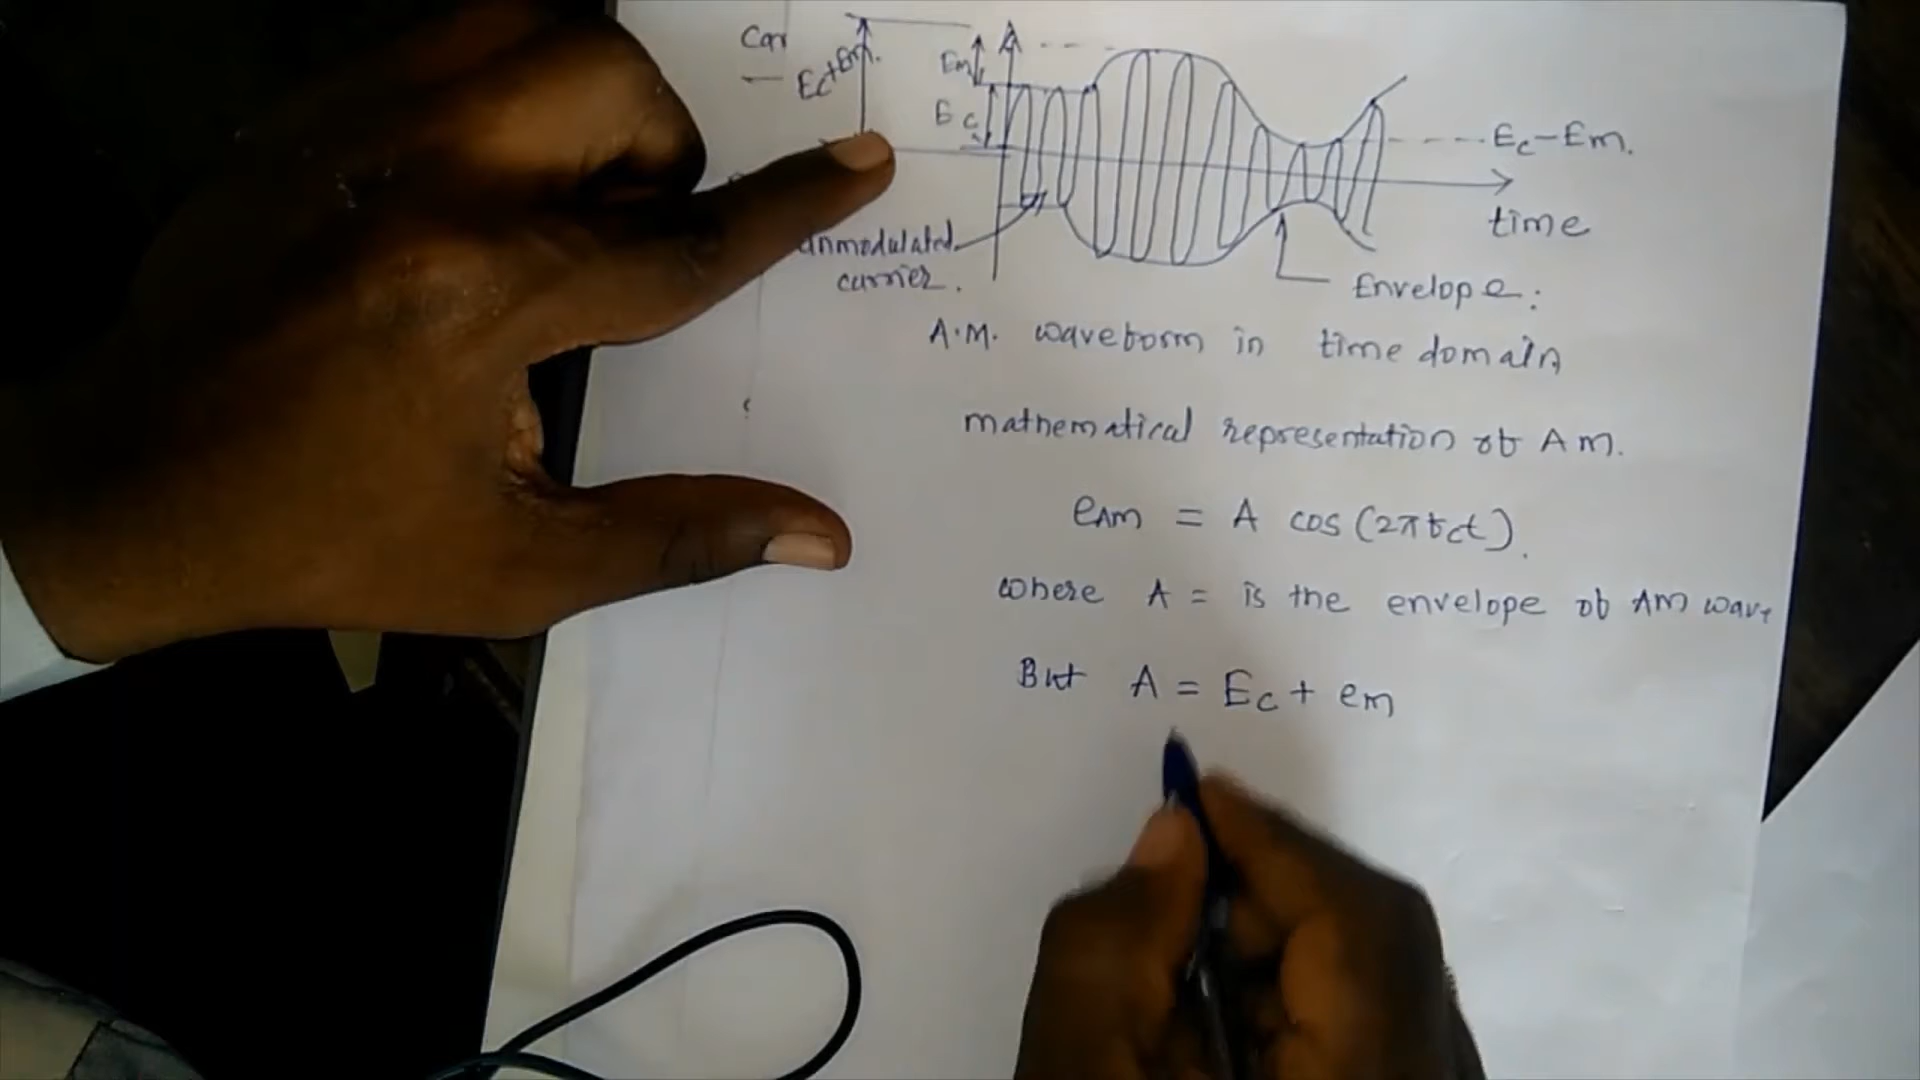 Car
Ec+Em.
Em
Ec
Ec-Em.
time
unmodulated
carrier.
Envelope:
A.M. waveform in time domain
mathematical representation of AM.
eAm = A cos(2πfct).
where A = is the envelope of AM wave
But A = Ec + em